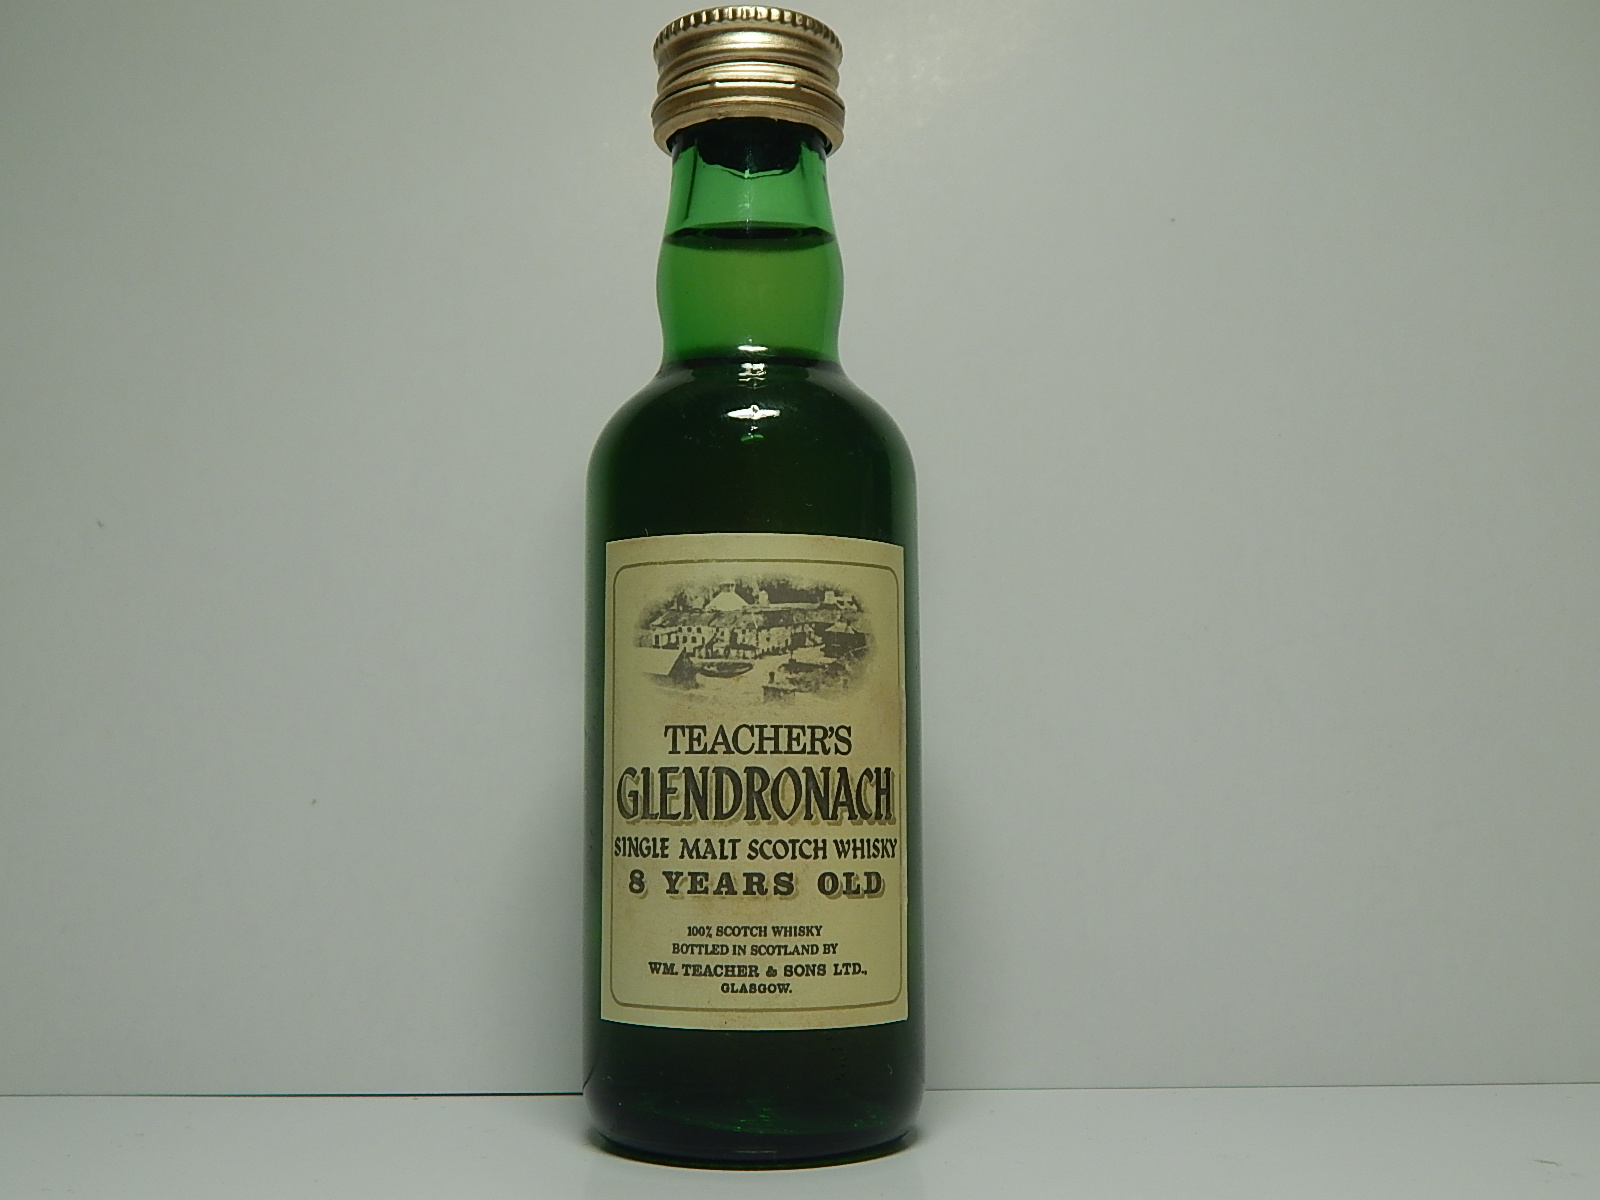 TEACHER'S
GLENDRONACH
SINGLE MALT SCOTCH WHISKY
8 YEARS OLD
100% SCOTCH WHISKY
BOTTLED IN SCOTLAND BY
WM. TEACHER & SONS LTD.,
GLASGOW.